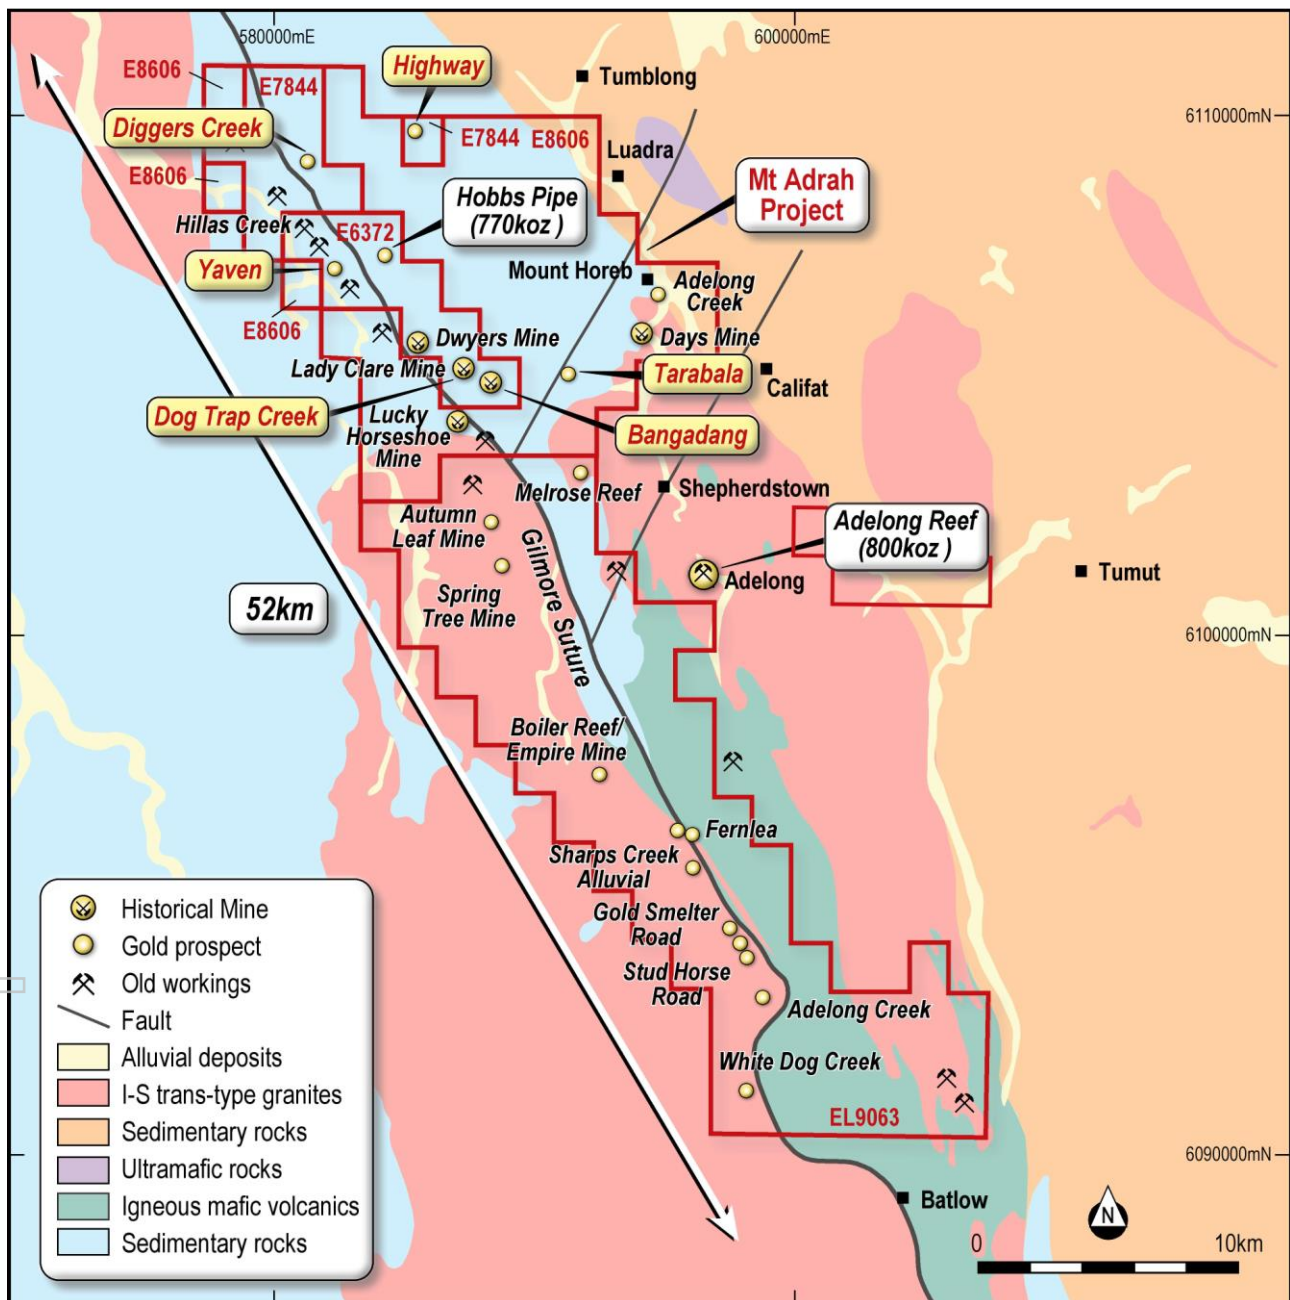 580000mE
600000mE
E8606
E7844
Highway
Tumblong
6110000mN
Diggers Creek
E7844
E8606
Luadra
E8606
Mt Adrah
Project
Hobbs Pipe
(770koz )
Hillas Creek
E6372
Yaven
Mount Horeb
Adelong
Creek
E8606
Dwyers Mine
Days Mine
Lady Clare Mine
Tarabala
Califat
Dog Trap Creek
Lucky
Horseshoe
Mine
Bangadang
Melrose Reef
Shepherdstown
Autumn
Leaf Mine
Gilmore Suture
Adelong Reef
(800koz )
Adelong
Tumut
Spring
Tree Mine
52km
6100000mN
Boiler Reef/
Empire Mine
Fernlea
Sharps Creek
Alluvial
Gold Smelter
Road
Stud Horse
Road
Adelong Creek
White Dog Creek
EL9063
6090000mN
Batlow
Historical Mine
Gold prospect
Old workings
Fault
Alluvial deposits
I-S trans-type granites
Sedimentary rocks
Ultramafic rocks
Igneous mafic volcanics
Sedimentary rocks
N
0
10km